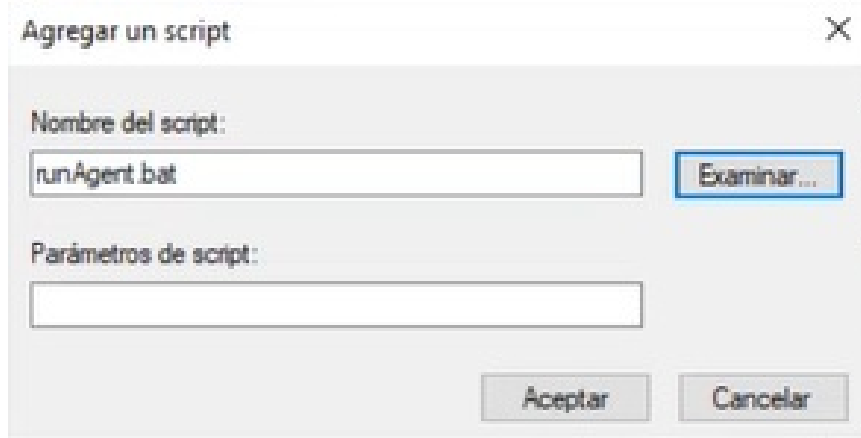 Agregar un script
Nombre del script:
runAgent.bat
Examinar...
Parámetros de script:
Aceptar
Cancelar